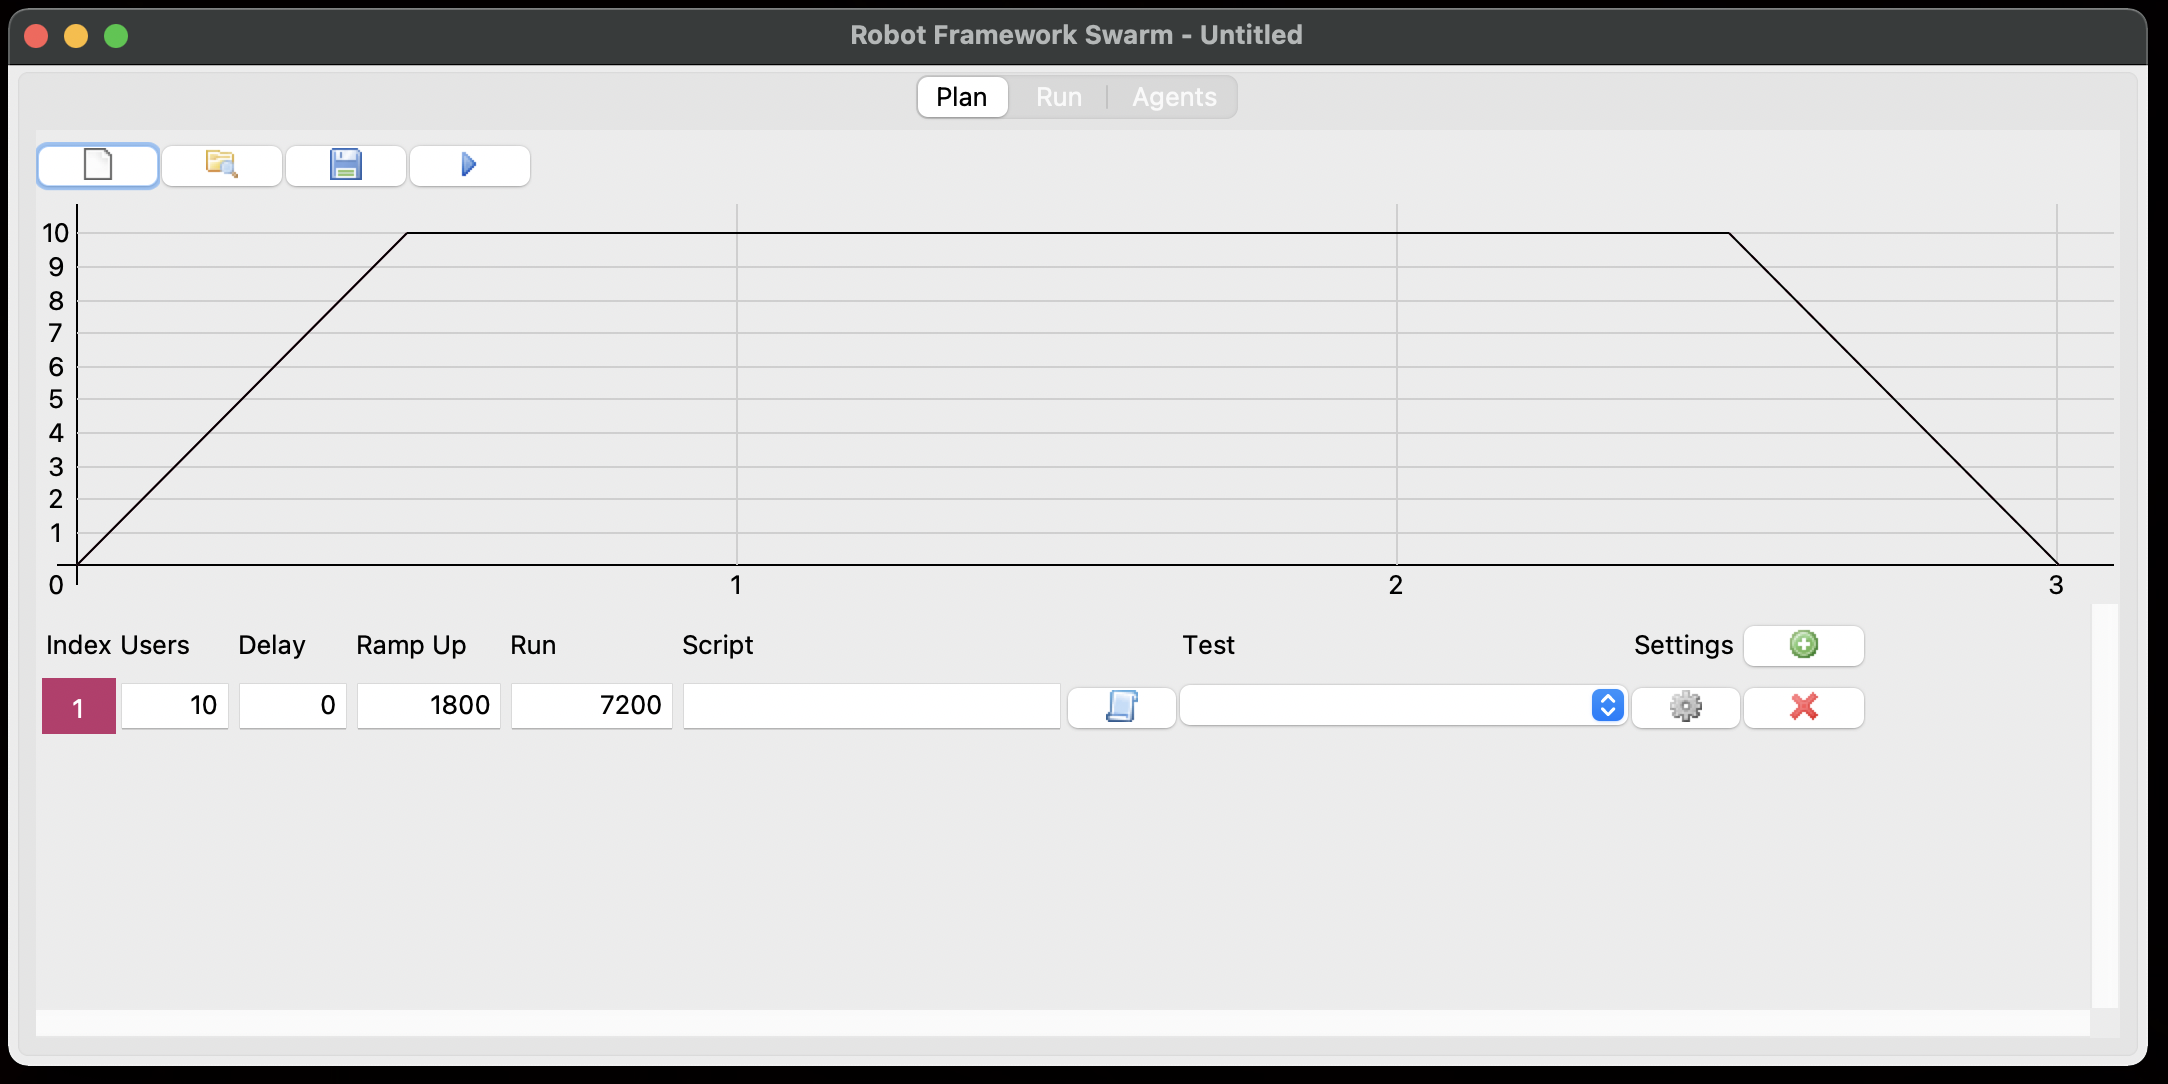 Robot Framework Swarm - Untitled
Plan Run Agents
10
9
8
7
6
5
4
3
2
1
0 1 2 3
Index Users Delay Ramp Up Run Script Test Settings
1 10 0 1800 7200